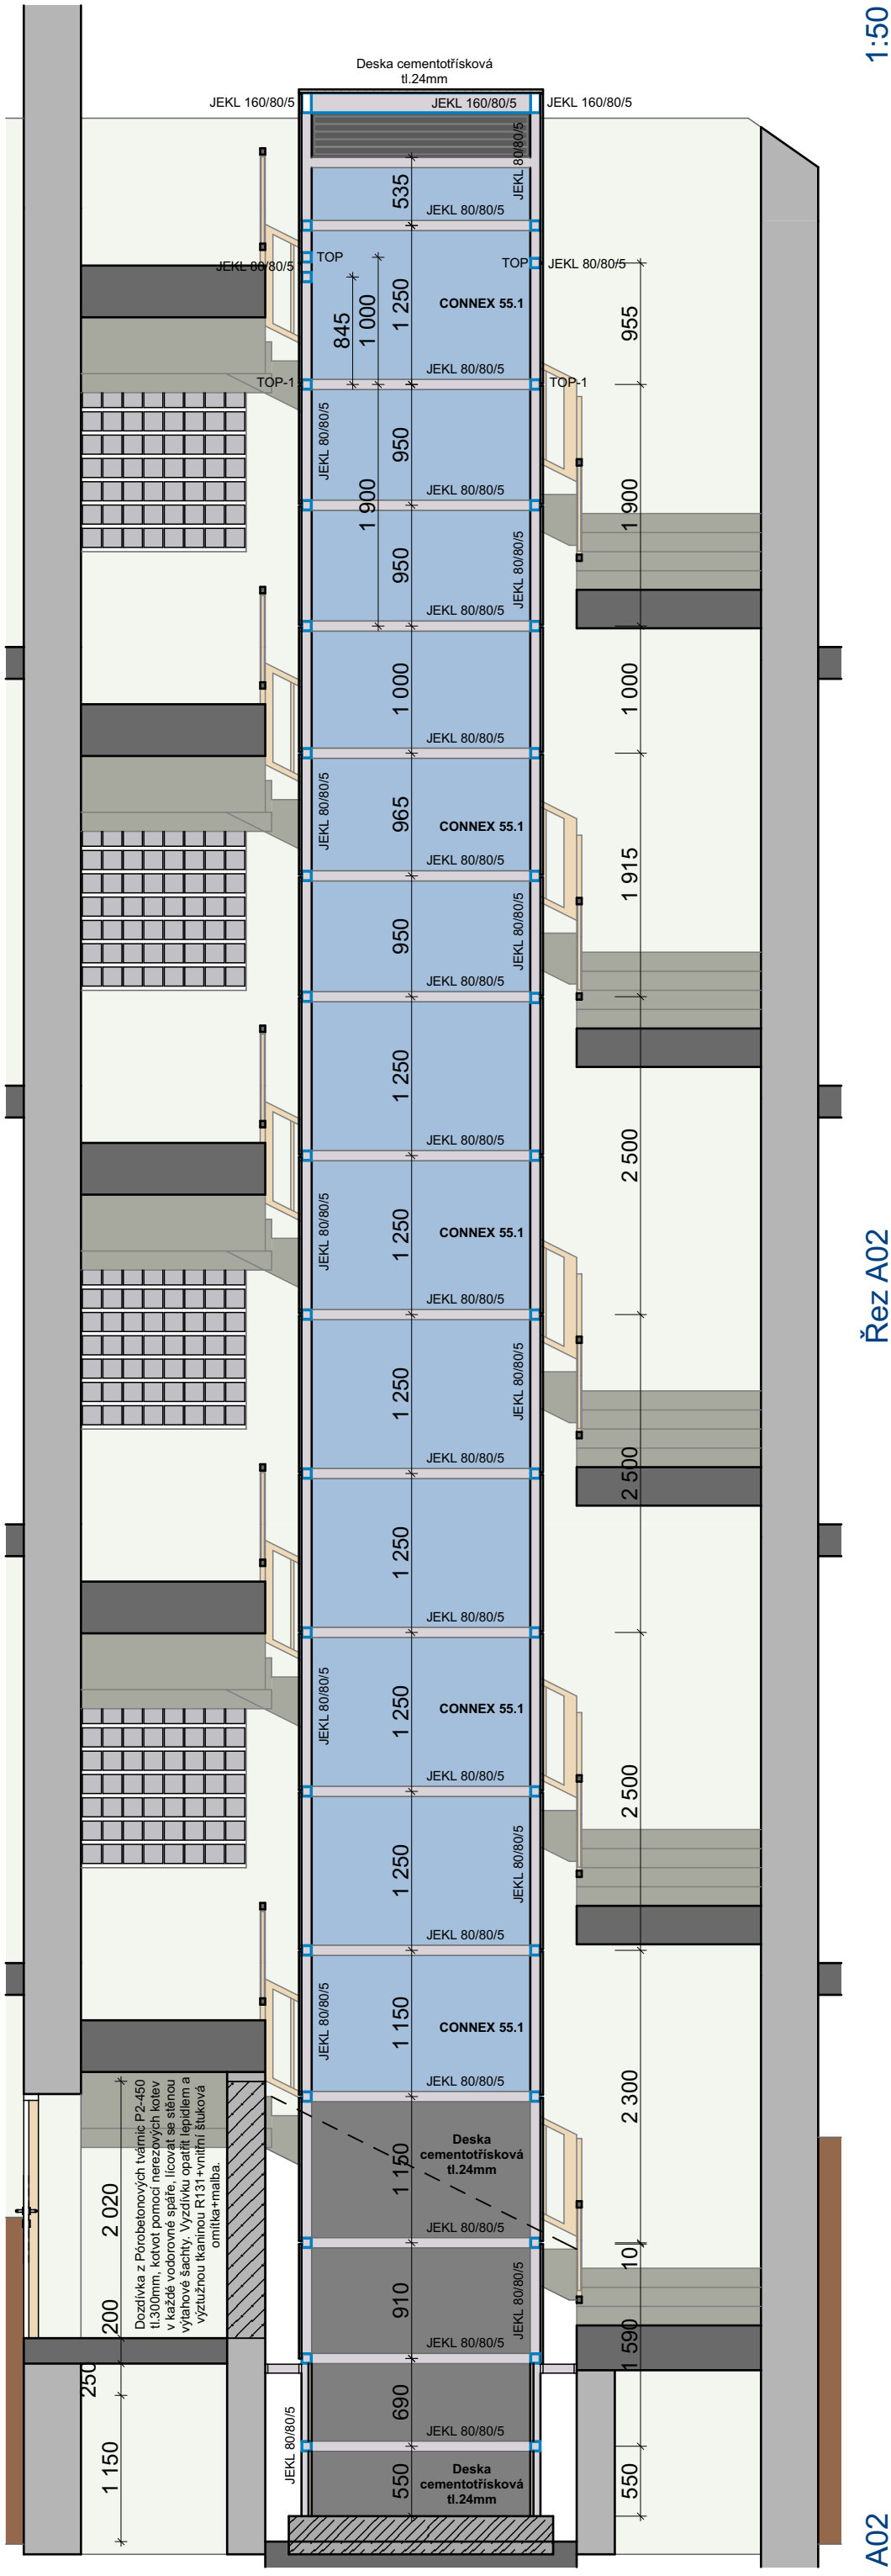 1:50
Deska cementotřísková
tl.24mm
JEKL 160/80/5
JEKL 160/80/5
JEKL 160/80/5
JEKL 80/80/5
535
JEKL 80/80/5
TOP
TOP
JEKL 80/80/5
JEKL 80/80/5
845
1 000
1 250
CONNEX 55.1
955
JEKL 80/80/5
TOP-1
TOP-1
JEKL 80/80/5
950
JEKL 80/80/5
1 900
1 900
950
JEKL 80/80/5
JEKL 80/80/5
1 000
1 000
JEKL 80/80/5
JEKL 80/80/5
965
CONNEX 55.1
1 915
JEKL 80/80/5
950
JEKL 80/80/5
1 250
2 500
JEKL 80/80/5
JEKL 80/80/5
1 250
CONNEX 55.1
Řez A02
JEKL 80/80/5
1 250
JEKL 80/80/5
2 500
JEKL 80/80/5
1 250
JEKL 80/80/5
JEKL 80/80/5
1 250
CONNEX 55.1
2 500
JEKL 80/80/5
1 250
JEKL 80/80/5
JEKL 80/80/5
JEKL 80/80/5
1 150
CONNEX 55.1
2 300
JEKL 80/80/5
2 020
200
250
1 150
Dozdívka z Pórobetonových tvárnic P2-450
tl.300mm, kotvot pomocí nerezových kotev
v každé vodorovné spáře, lícovat se stěnou
výtahové šachty. Vyzdívku opatřit lepidlem a
výztužnou tkaninou R131+vnitřní štuková
omítka+malba.
1 150
Deska
cementotřísková
tl.24mm
JEKL 80/80/5
10
910
JEKL 80/80/5
JEKL 80/80/5
1 590
690
JEKL 80/80/5
JEKL 80/80/5
550
Deska
cementotřísková
tl.24mm
550
A02